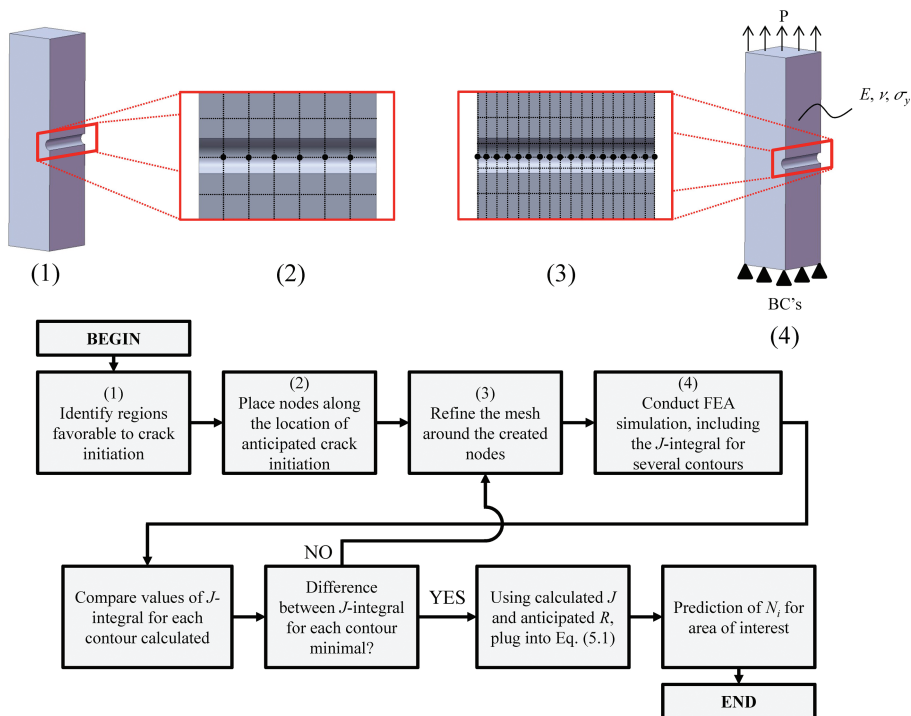 P
E, ν, σy
(1)
(2)
(3)
BC's
(4)
BEGIN
(1)
Identify regions
favorable to crack
initiation
(2)
Place nodes along
the location of
anticipated crack
initiation
(3)
Refine the mesh
around the created
nodes
(4)
Conduct FEA
simulation, including
the J-integral for
several contours
NO
Compare values of J-
integral for each
contour calculated
Difference
between J-integral
for each contour
minimal?
YES
Using calculated J
and anticipated R,
plug into Eq. (5.1)
Prediction of Ni for
area of interest
END